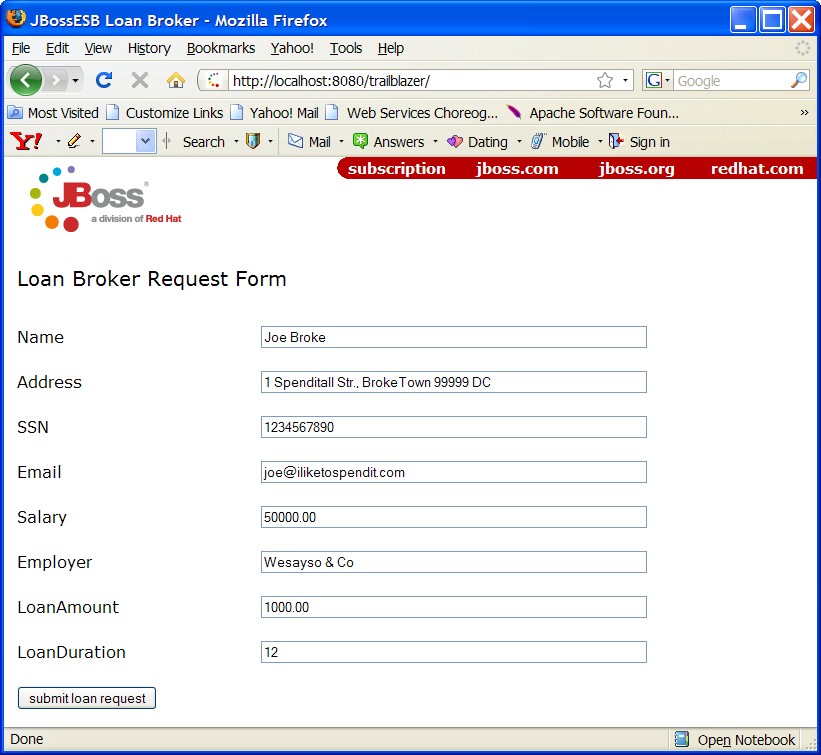 JBossESB Loan Broker - Mozilla Firefox
File Edit View History Bookmarks Yahoo! Tools Help
http://localhost:8080/trailblazer/ G Google
Most Visited Customize Links Yahoo! Mail Web Services Choreog... Apache Software Foun... »
Y! Search Mail Answers Dating Mobile Sign in
subscription jboss.com jboss.org redhat.com
JBoss®
a division of Red Hat
Loan Broker Request Form
Name Joe Broke
Address 1 Spenditall Str., BrokeTown 99999 DC
SSN 1234567890
Email joe@iliketospendit.com
Salary 50000.00
Employer Wesayso & Co
LoanAmount 1000.00
LoanDuration 12
submit loan request
Done Open Notebook